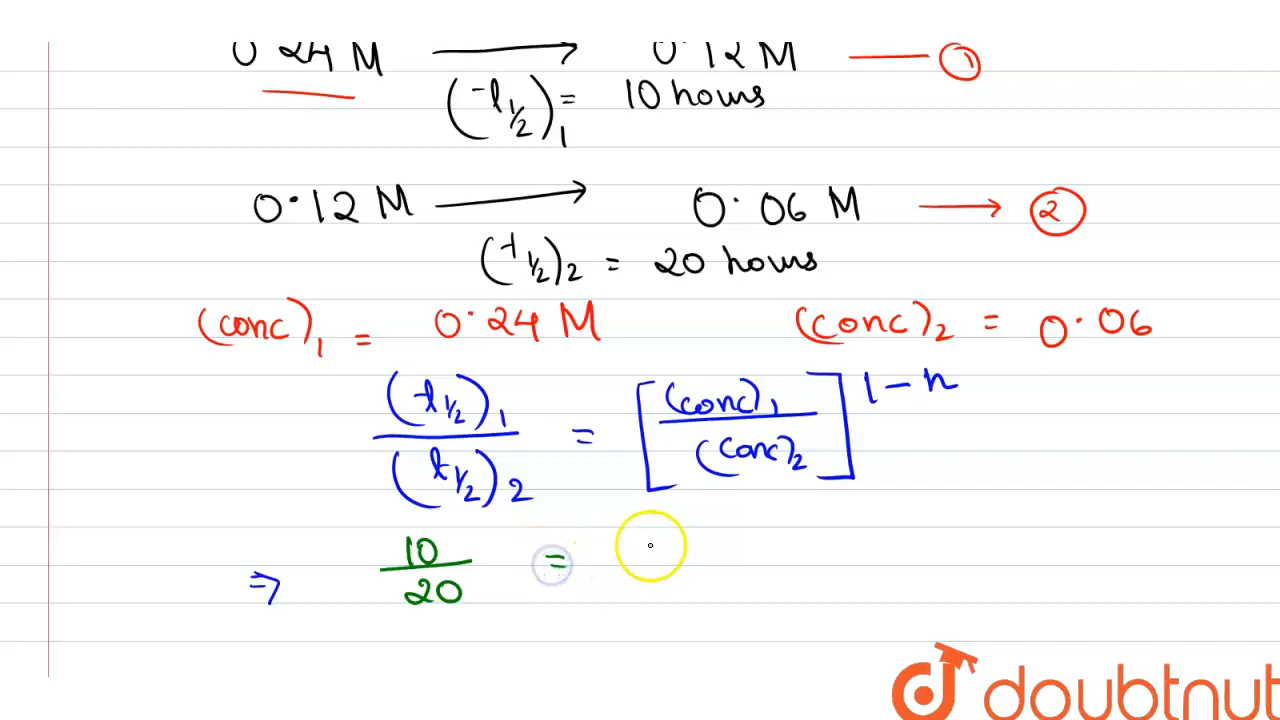 0.24 M ⟶ 0.12 M — ①
(t1/2)1 = 10 hours
0.12 M ⟶ 0.06 M → ②
(t1/2)2 = 20 hours
(conc)1 = 0.24 M (conc)2 = 0.06
(t1/2)1 / (t1/2)2 = [(conc)1 / (conc)2]^1-n
⇒ 10/20 =
doubtnut